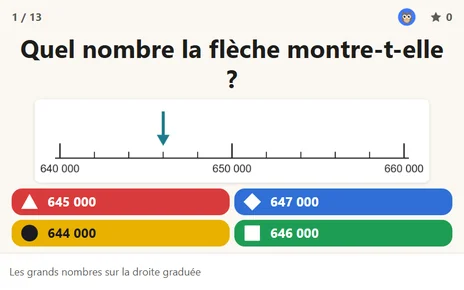 1 / 13
★ 0
Quel nombre la flèche montre-t-elle
?
640 000 650 000 660 000
645 000
647 000
644 000
646 000
Les grands nombres sur la droite graduée